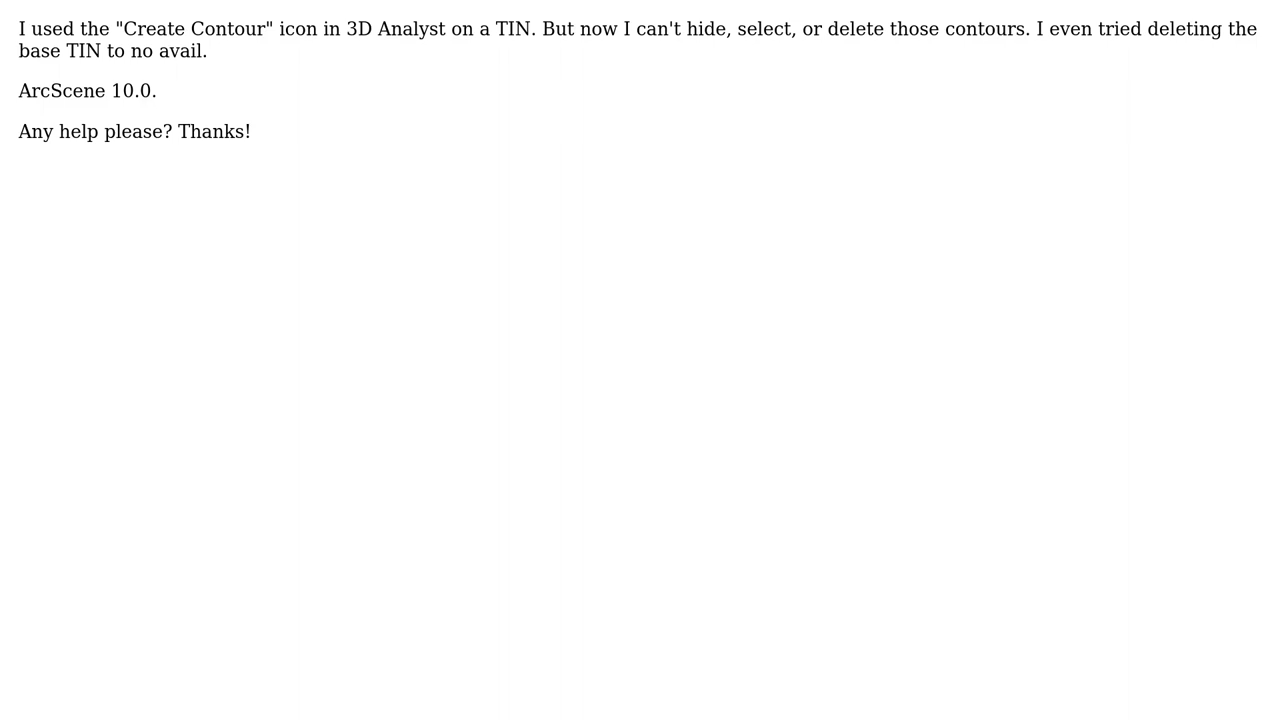 I used the "Create Contour" icon in 3D Analyst on a TIN. But now I can't hide, select, or delete those contours. I even tried deleting the
base TIN to no avail.
ArcScene 10.0.
Any help please? Thanks!